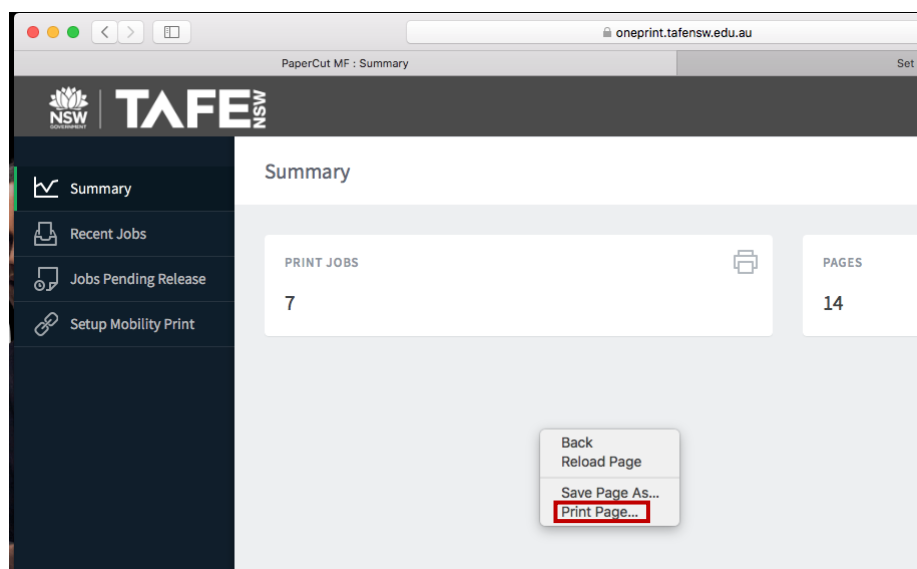 oneprint.tafensw.edu.au
PaperCut MF : Summary
Set
NSW
GOVERNMENT
TAFE
NSW
Summary
Summary
Recent Jobs
Jobs Pending Release
Setup Mobility Print
PRINT JOBS
7
PAGES
14
Back
Reload Page
Save Page As...
Print Page...